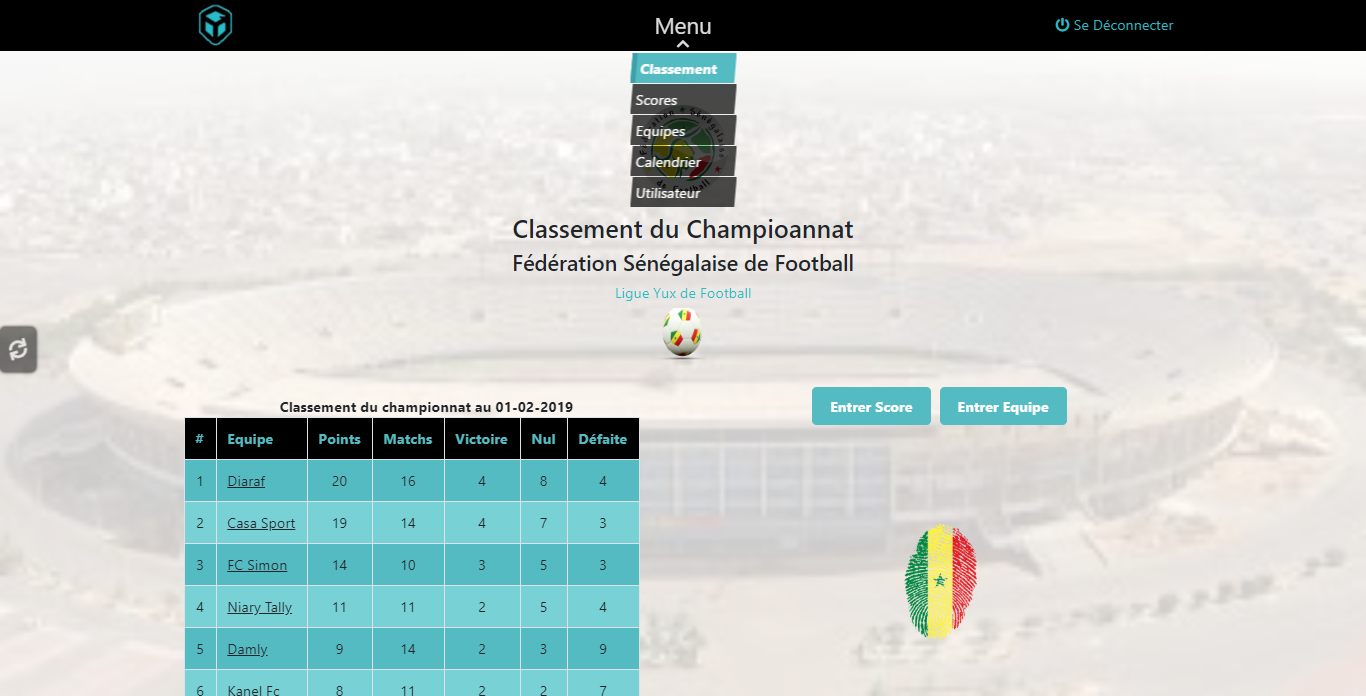 Menu
Se Déconnecter
Classement
Scores
Equipes
Calendrier
Utilisateur
Classement du Champioannat
Fédération Sénégalaise de Football
Ligue Yux de Football
Entrer Score Entrer Equipe
Classement du championnat au 01-02-2019
# Equipe Points Matchs Victoire Nul Défaite
1 Diaraf 20 16 4 8 4
2 Casa Sport 19 14 4 7 3
3 FC Simon 14 10 3 5 3
4 Niary Tally 11 11 2 5 4
5 Damly 9 14 2 3 9
6 Kanel Fc 8 11 2 2 7